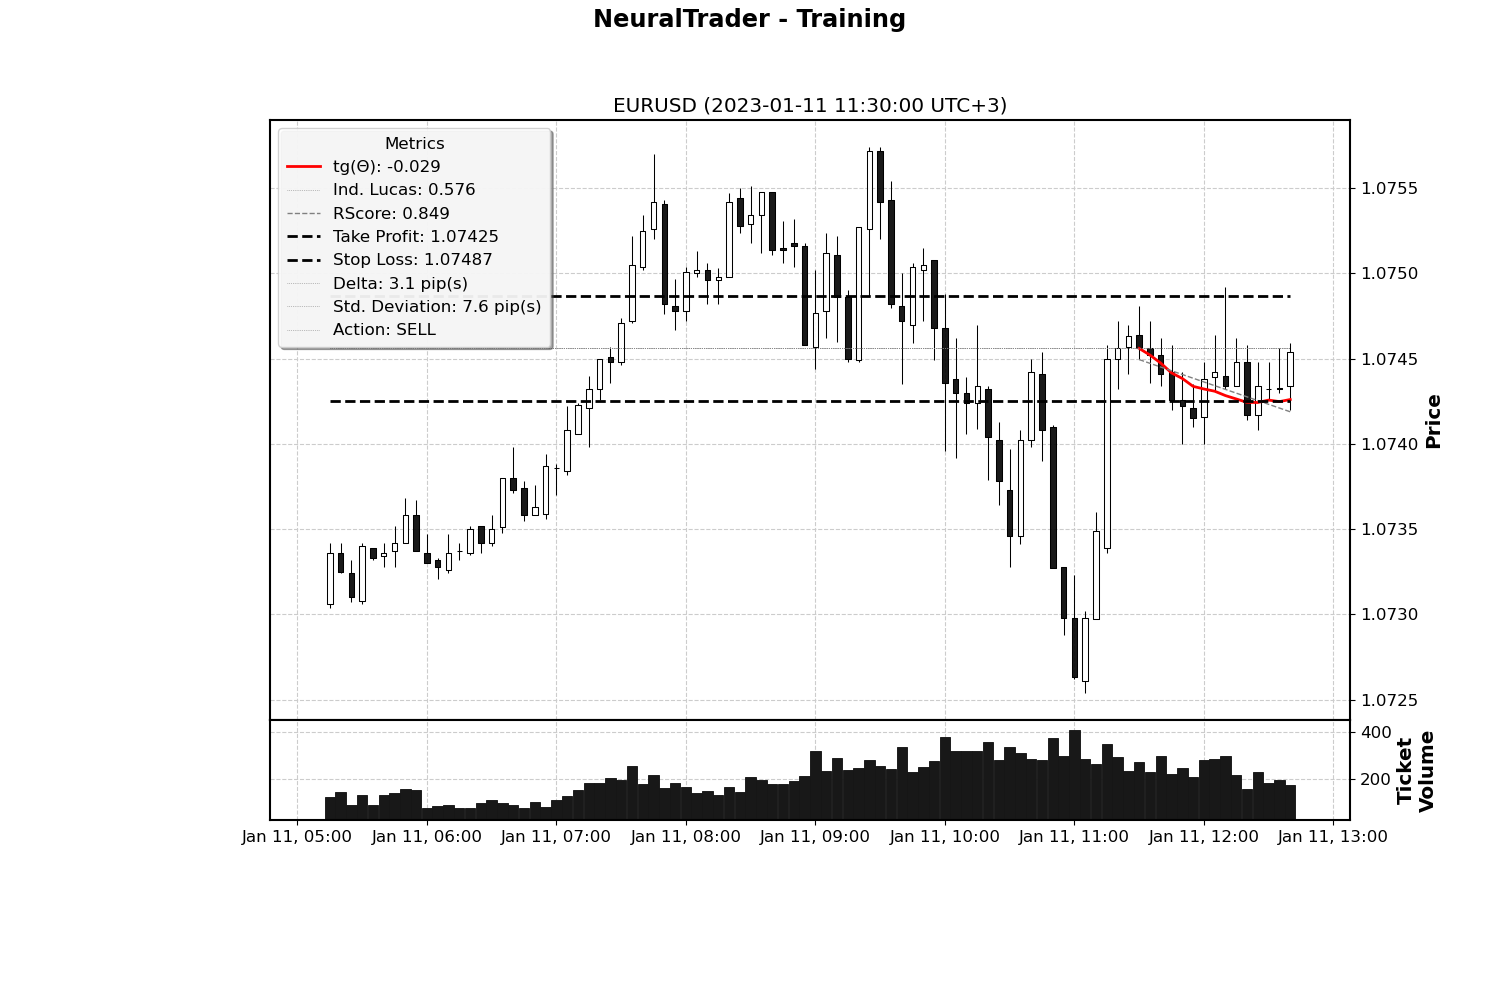 NeuralTrader - Training
EURUSD (2023-01-11 11:30:00 UTC+3)
Metrics
tg(Θ): -0.029
Ind. Lucas: 0.576
RScore: 0.849
Take Profit: 1.07425
Stop Loss: 1.07487
Delta: 3.1 pip(s)
Std. Deviation: 7.6 pip(s)
Action: SELL
1.0755
1.0750
1.0745
1.0740
1.0735
1.0730
1.0725
Price
400
200
Ticket
Volume
Jan 11, 05:00
Jan 11, 06:00
Jan 11, 07:00
Jan 11, 08:00
Jan 11, 09:00
Jan 11, 10:00
Jan 11, 11:00
Jan 11, 12:00
Jan 11, 13:00